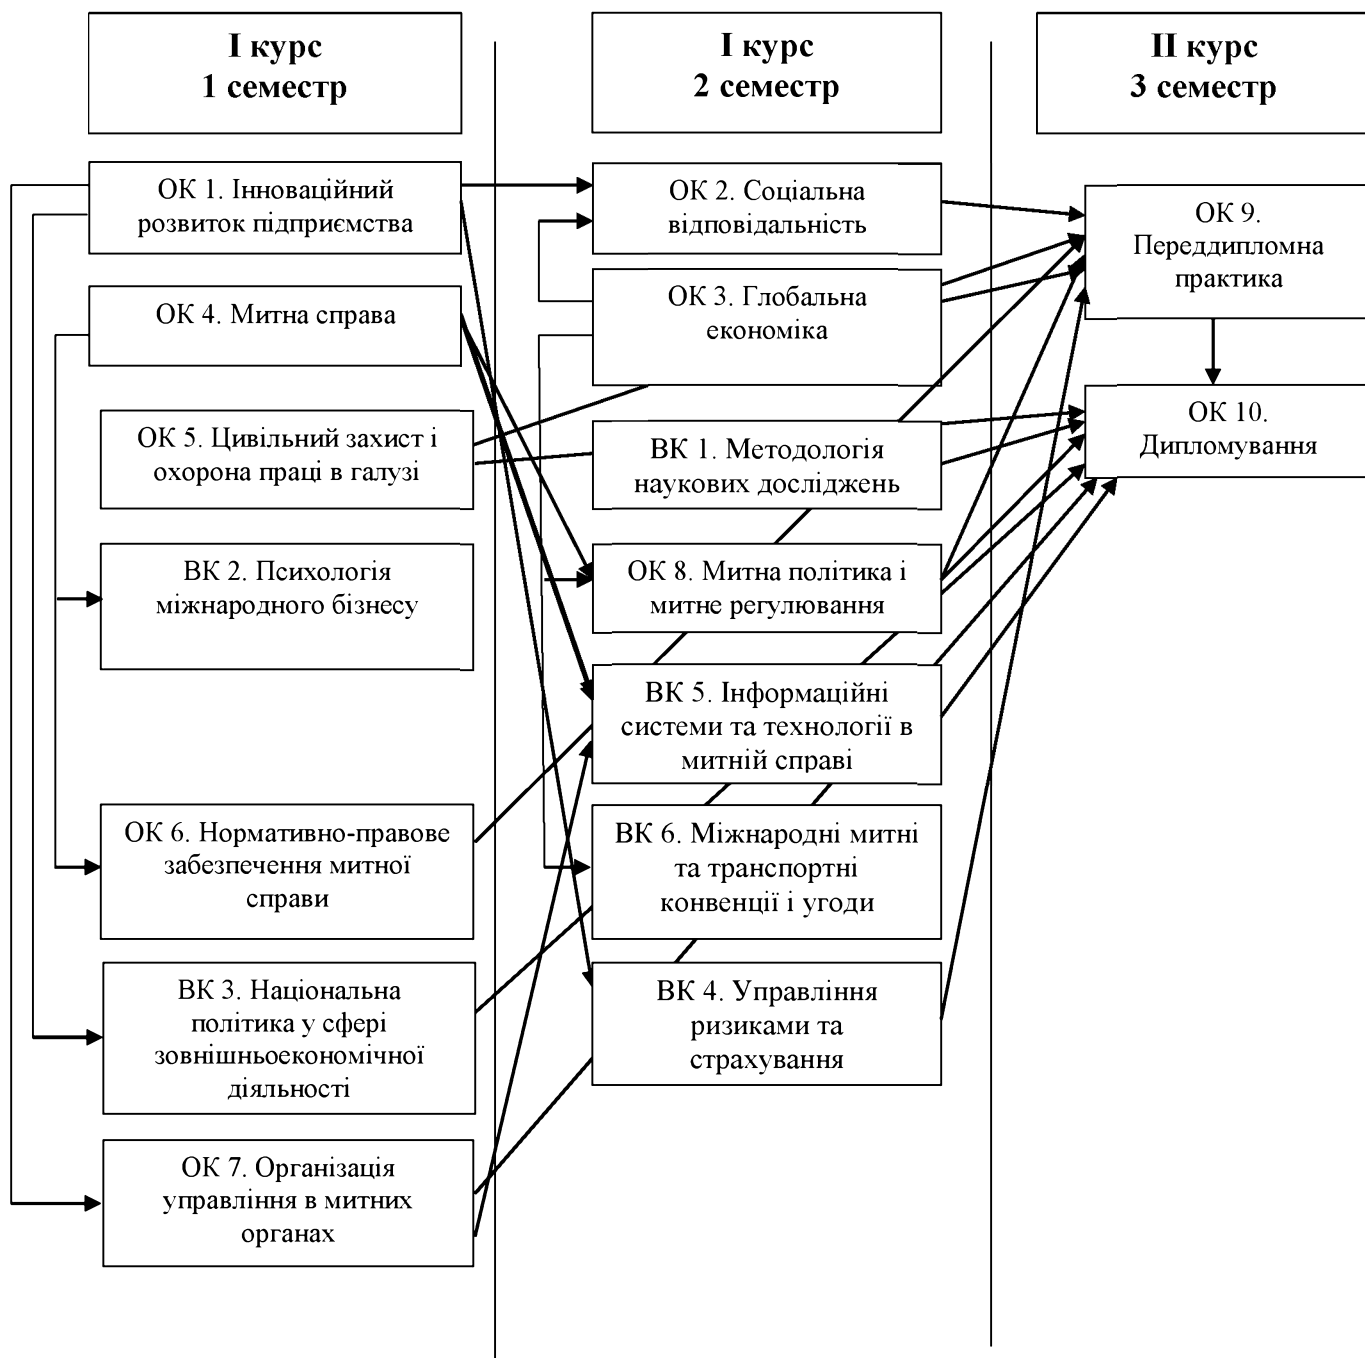 І курс
1 семестр
І курс
2 семестр
ІІ курс
3 семестр
ОК 1. Інноваційний
розвиток підприємства
ОК 4. Митна справа
ОК 5. Цивільний захист і
охорона праці в галузі
ВК 2. Психологія
міжнародного бізнесу
ОК 6. Нормативно-правове
забезпечення митної
справи
ВК 3. Національна
політика у сфері
зовнішньоекономічної
діяльності
ОК 7. Організація
управління в митних
органах
ОК 2. Соціальна
відповідальність
ОК 3. Глобальна
економіка
ВК 1. Методологія
наукових досліджень
ОК 8. Митна політика і
митне регулювання
ВК 5. Інформаційні
системи та технології в
митній справі
ВК 6. Міжнародні митні
та транспортні
конвенції і угоди
ВК 4. Управління
ризиками та
страхування
ОК 9.
Переддипломна
практика
ОК 10.
Дипломування